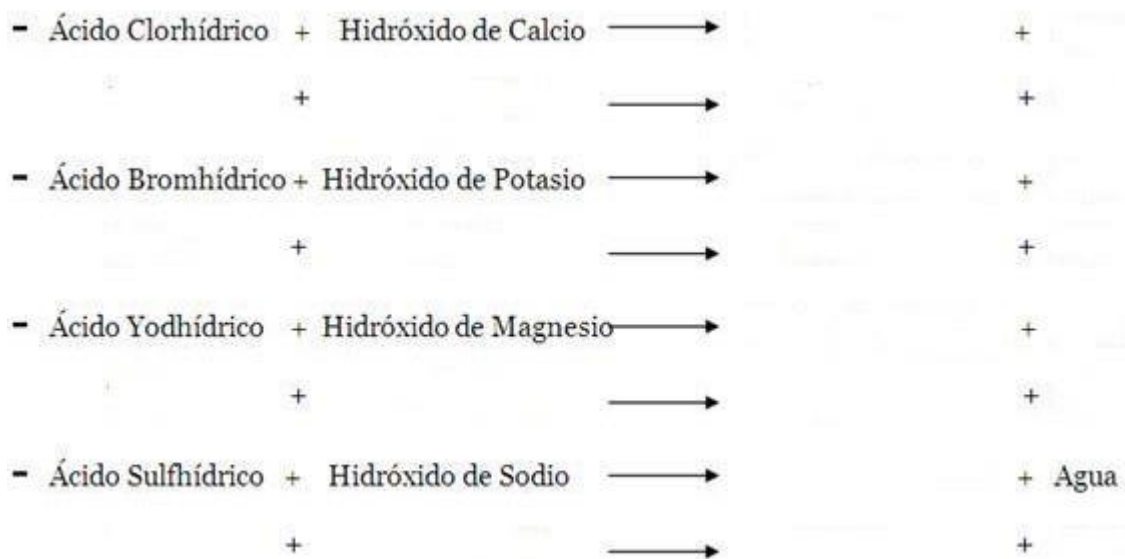 - Ácido Clorhídrico + Hidróxido de Calcio ⟶ +
+ ⟶ +
- Ácido Bromhídrico + Hidróxido de Potasio ⟶ +
+ ⟶ +
- Ácido Yodhídrico + Hidróxido de Magnesio ⟶ +
+ ⟶ +
- Ácido Sulfhídrico + Hidróxido de Sodio ⟶ + Agua
+ ⟶ +